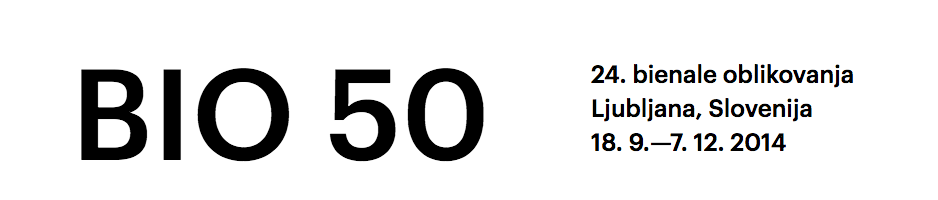 BIO 50
24. bienale oblikovanja
Ljubljana, Slovenija
18. 9.—7. 12. 2014